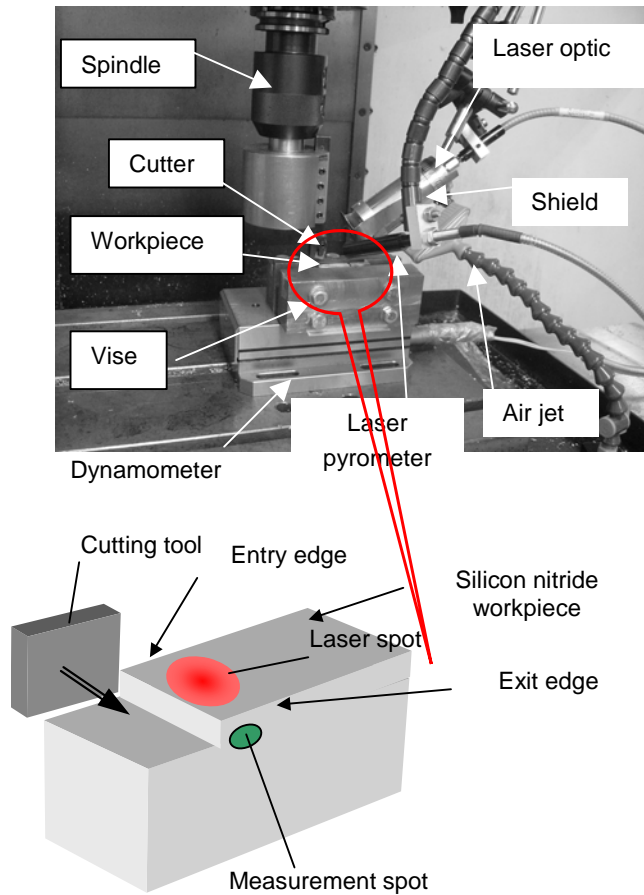 Laser optic
Spindle
Cutter
Shield
Workpiece
Vise
Air jet
Laser
pyrometer
Dynamometer
Cutting tool
Entry edge
Silicon nitride
workpiece
Laser spot
Exit edge
Measurement spot